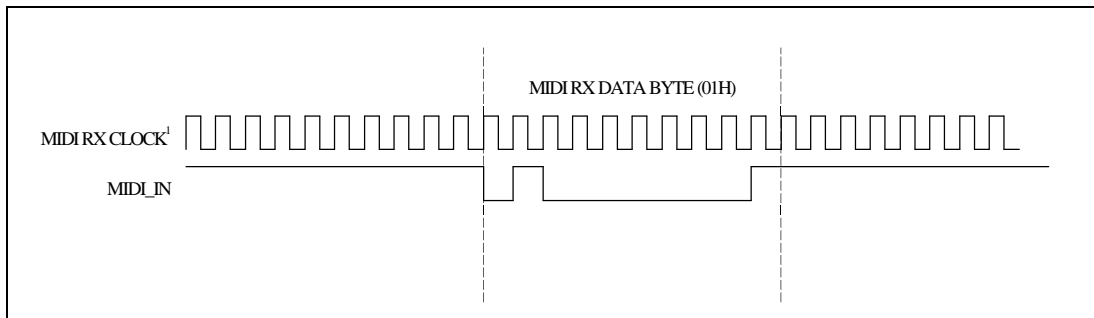 MIDI RX DATA BYTE (01H)
MIDI RX CLOCK¹
MIDI_IN